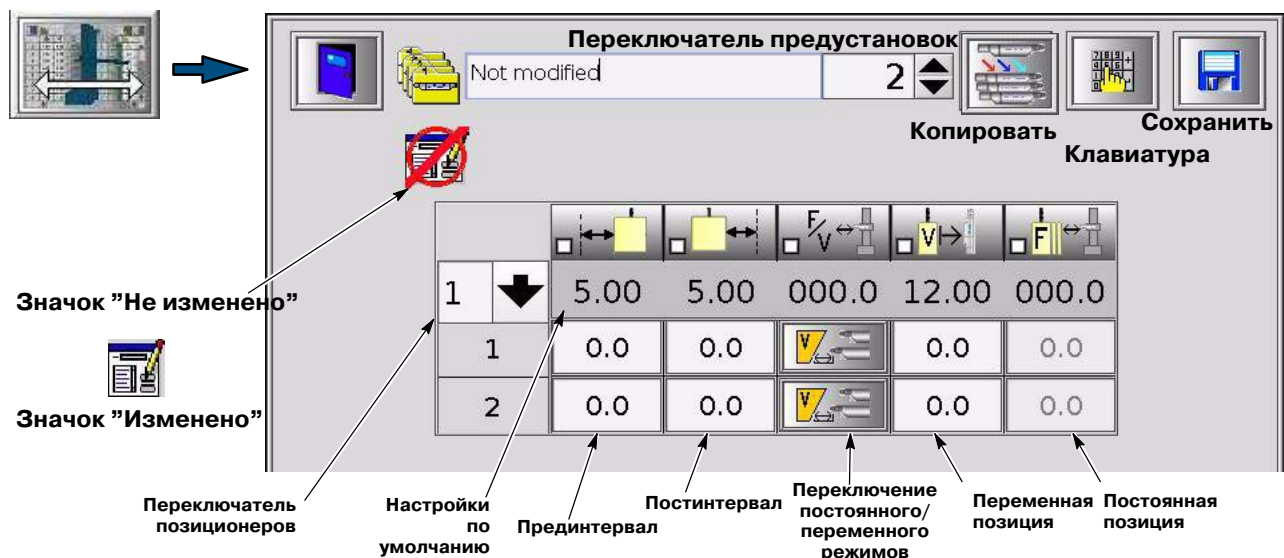 Переключатель предустановок
Not modified
2
Копировать
Клавиатура
Сохранить
F/V
V
F
1 5.00 5.00 000.0 12.00 000.0
1 0.0 0.0 V 0.0 0.0
2 0.0 0.0 V 0.0 0.0
Значок ”Не изменено”
Значок ”Изменено”
Переключатель
позиционеров
Настройки
по
умолчанию
Прединтервал
Постинтервал
Переключение
постоянного/
переменного
режимов
Переменная
позиция
Постоянная
позиция